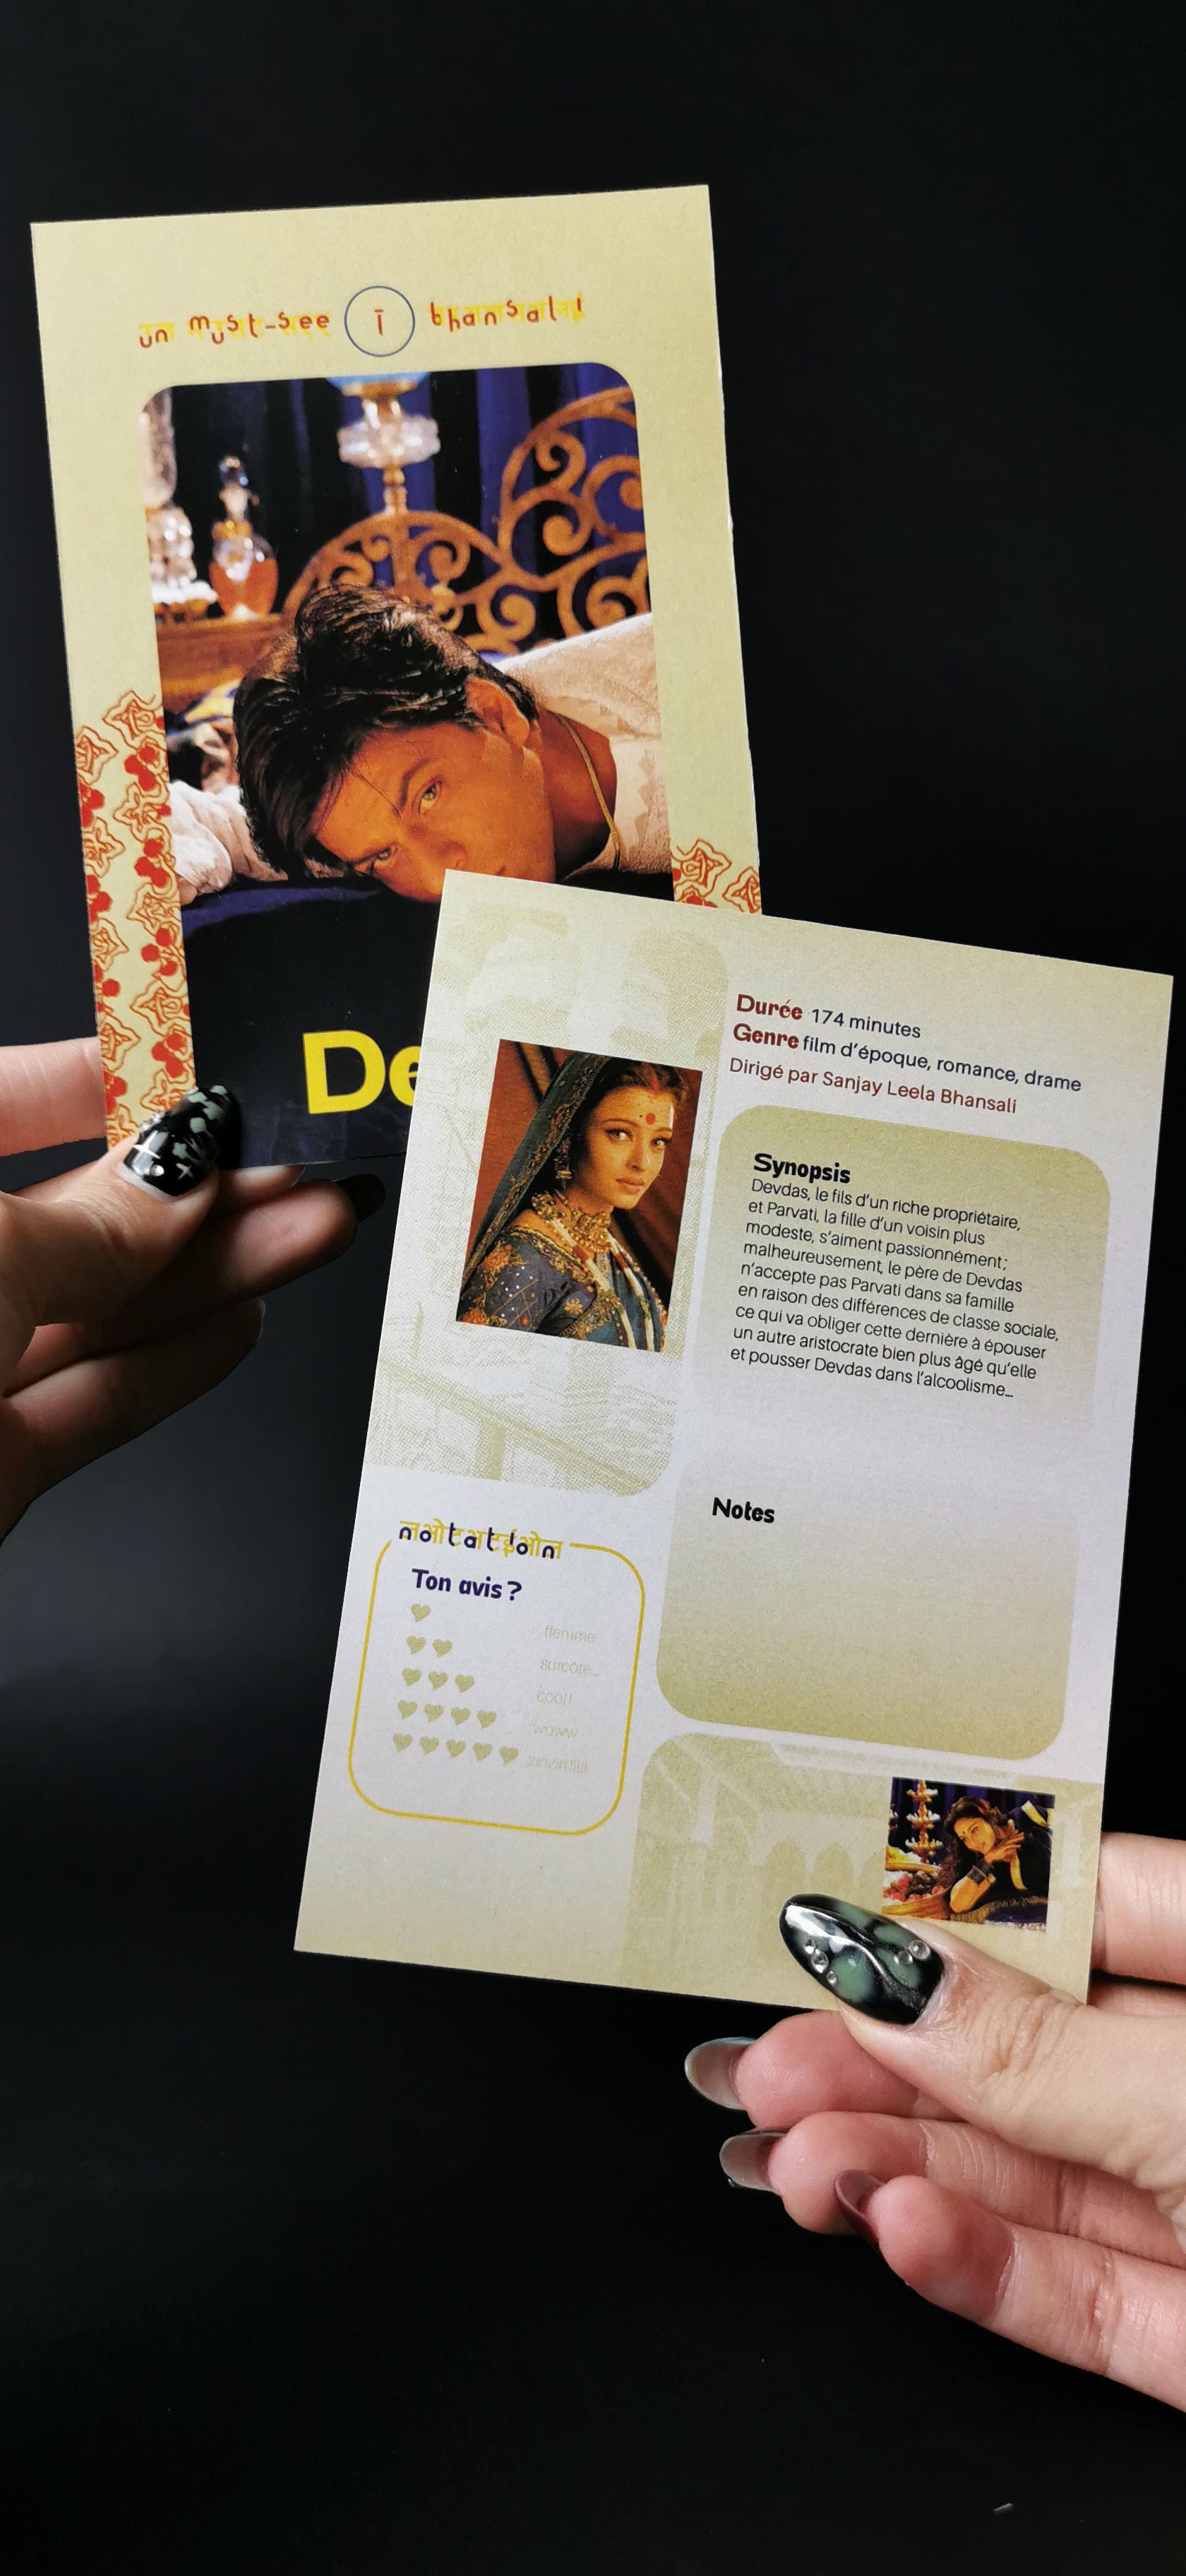 un must-see ī bhansali
De
Durée 174 minutes
Genre film d'époque, romance, drame
Dirigé par Sanjay Leela Bhansali
Synopsis
Devdas, le fils d'un riche propriétaire,
et Parvati, la fille d'un voisin plus
modeste, s'aiment passionnément;
malheureusement, le père de Devdas
n'accepte pas Parvati dans sa famille
en raison des différences de classe sociale,
ce qui va obliger cette dernière à épouser
un autre aristocrate bien plus âgé qu'elle
et pousser Devdas dans l'alcoolisme...
Notes
notation
Ton avis ?
flemme
surcôté...
cool!
woww
zinzin!!!!!